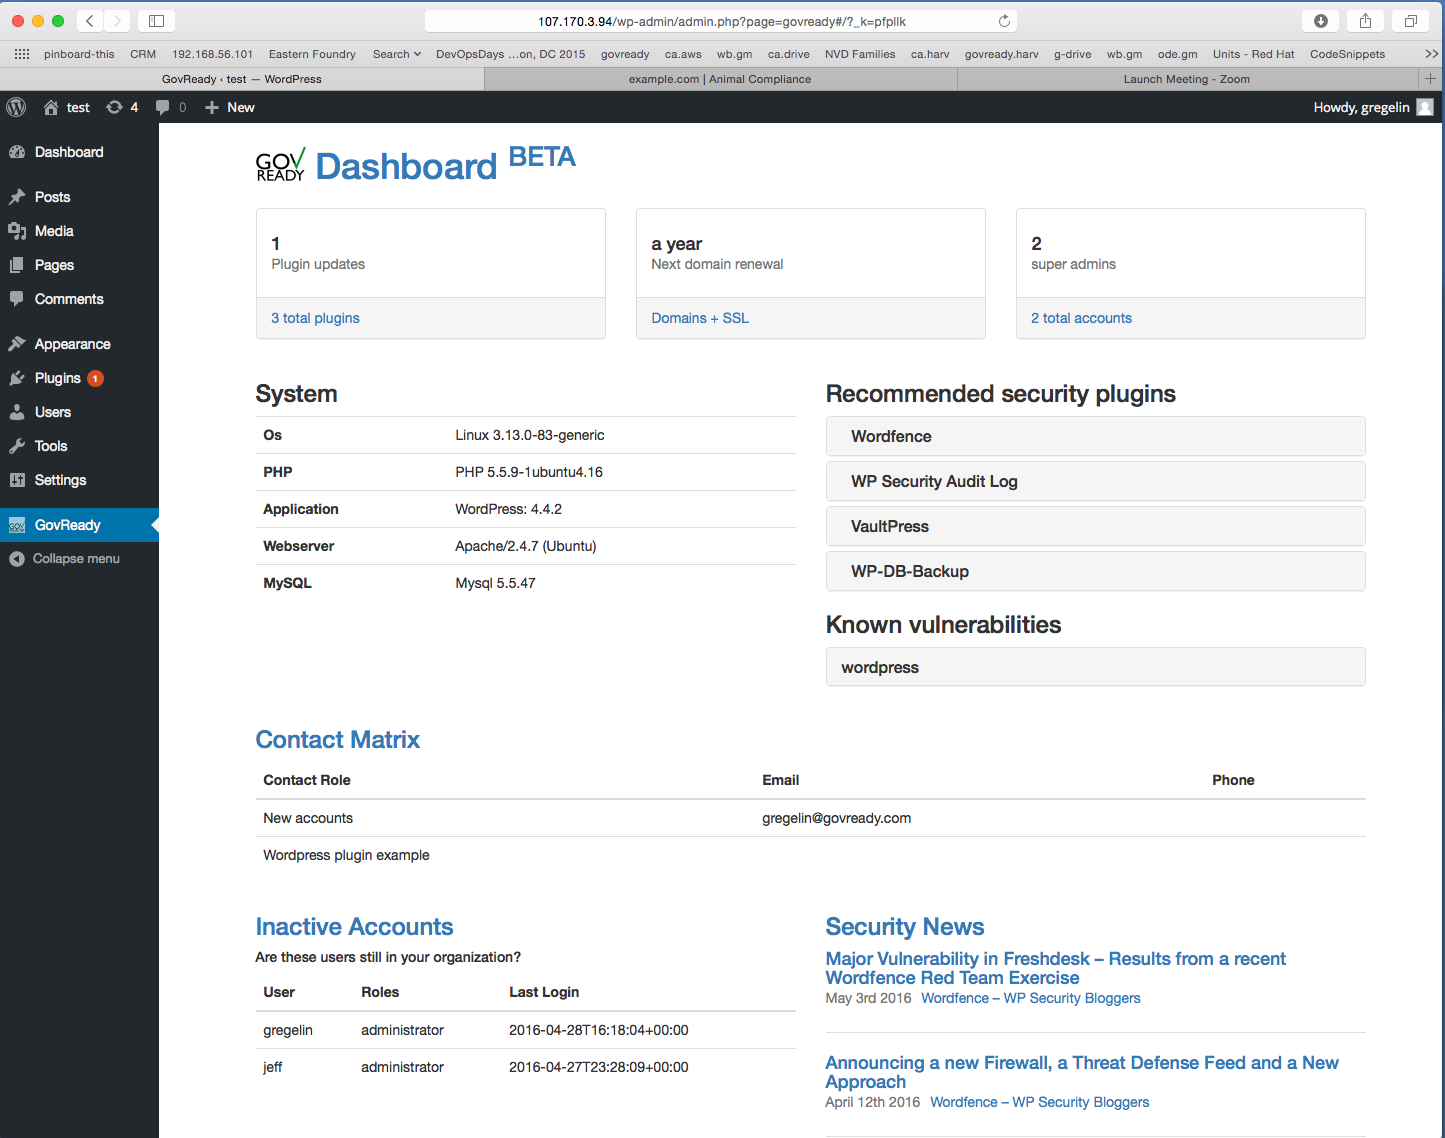 107.170.3.94/wp-admin/admin.php?page=govready#/?_k=pfpllk
pinboard-this CRM 192.168.56.101 Eastern Foundry Search DevOpsDays ...on, DC 2015 govready ca.aws wb.gm ca.drive NVD Families ca.harv govready.harv g-drive wb.gm ode.gm Units - Red Hat CodeSnippets >>
GovReady ‹ test — WordPress example.com | Animal Compliance Launch Meeting - Zoom
test 4 0 New Howdy, gregelin
Dashboard
Posts
Media
Pages
Comments
Appearance
Plugins 1
Users
Tools
Settings
GovReady
Collapse menu
GOV READY Dashboard BETA
1
Plugin updates
3 total plugins
a year
Next domain renewal
Domains + SSL
2
super admins
2 total accounts
System
Os Linux 3.13.0-83-generic
PHP PHP 5.5.9-1ubuntu4.16
Application WordPress: 4.4.2
Webserver Apache/2.4.7 (Ubuntu)
MySQL Mysql 5.5.47
Recommended security plugins
Wordfence
WP Security Audit Log
VaultPress
WP-DB-Backup
Known vulnerabilities
wordpress
Contact Matrix
Contact Role Email Phone
New accounts gregelin@govready.com
Wordpress plugin example
Inactive Accounts
Are these users still in your organization?
User Roles Last Login
gregelin administrator 2016-04-28T16:18:04+00:00
jeff administrator 2016-04-27T23:28:09+00:00
Security News
Major Vulnerability in Freshdesk – Results from a recent
Wordfence Red Team Exercise
May 3rd 2016 Wordfence – WP Security Bloggers
Announcing a new Firewall, a Threat Defense Feed and a New
Approach
April 12th 2016 Wordfence – WP Security Bloggers